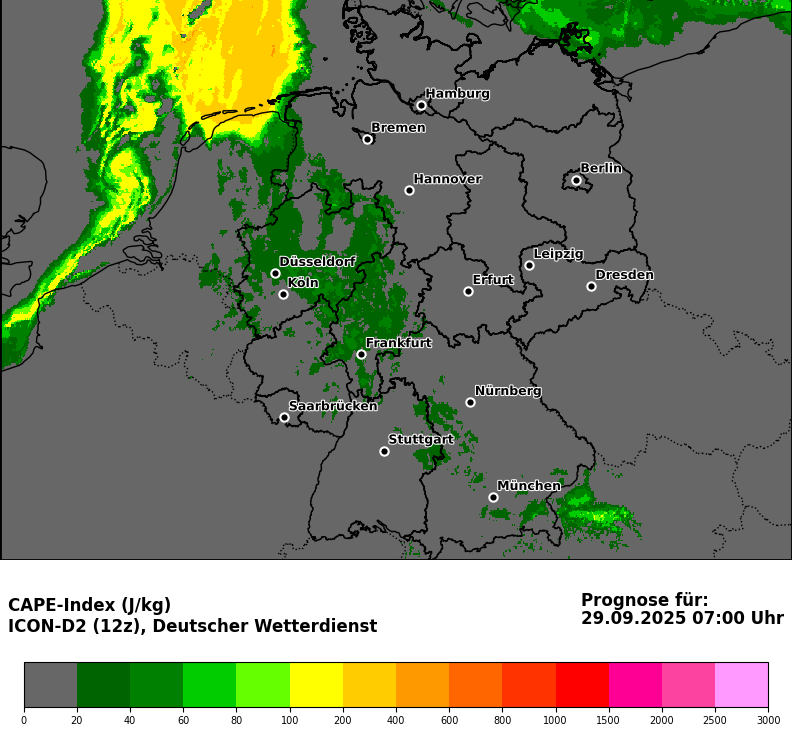 Hamburg
Bremen
Berlin
Hannover
Leipzig
Düsseldorf
Dresden
Erfurt
Köln
Frankfurt
Nürnberg
Saarbrücken
Stuttgart
München
CAPE-Index (J/kg)
ICON-D2 (12z), Deutscher Wetterdienst
Prognose für:
29.09.2025 07:00 Uhr
0 20 40 60 80 100 200 400 600 800 1000 1500 2000 2500 3000